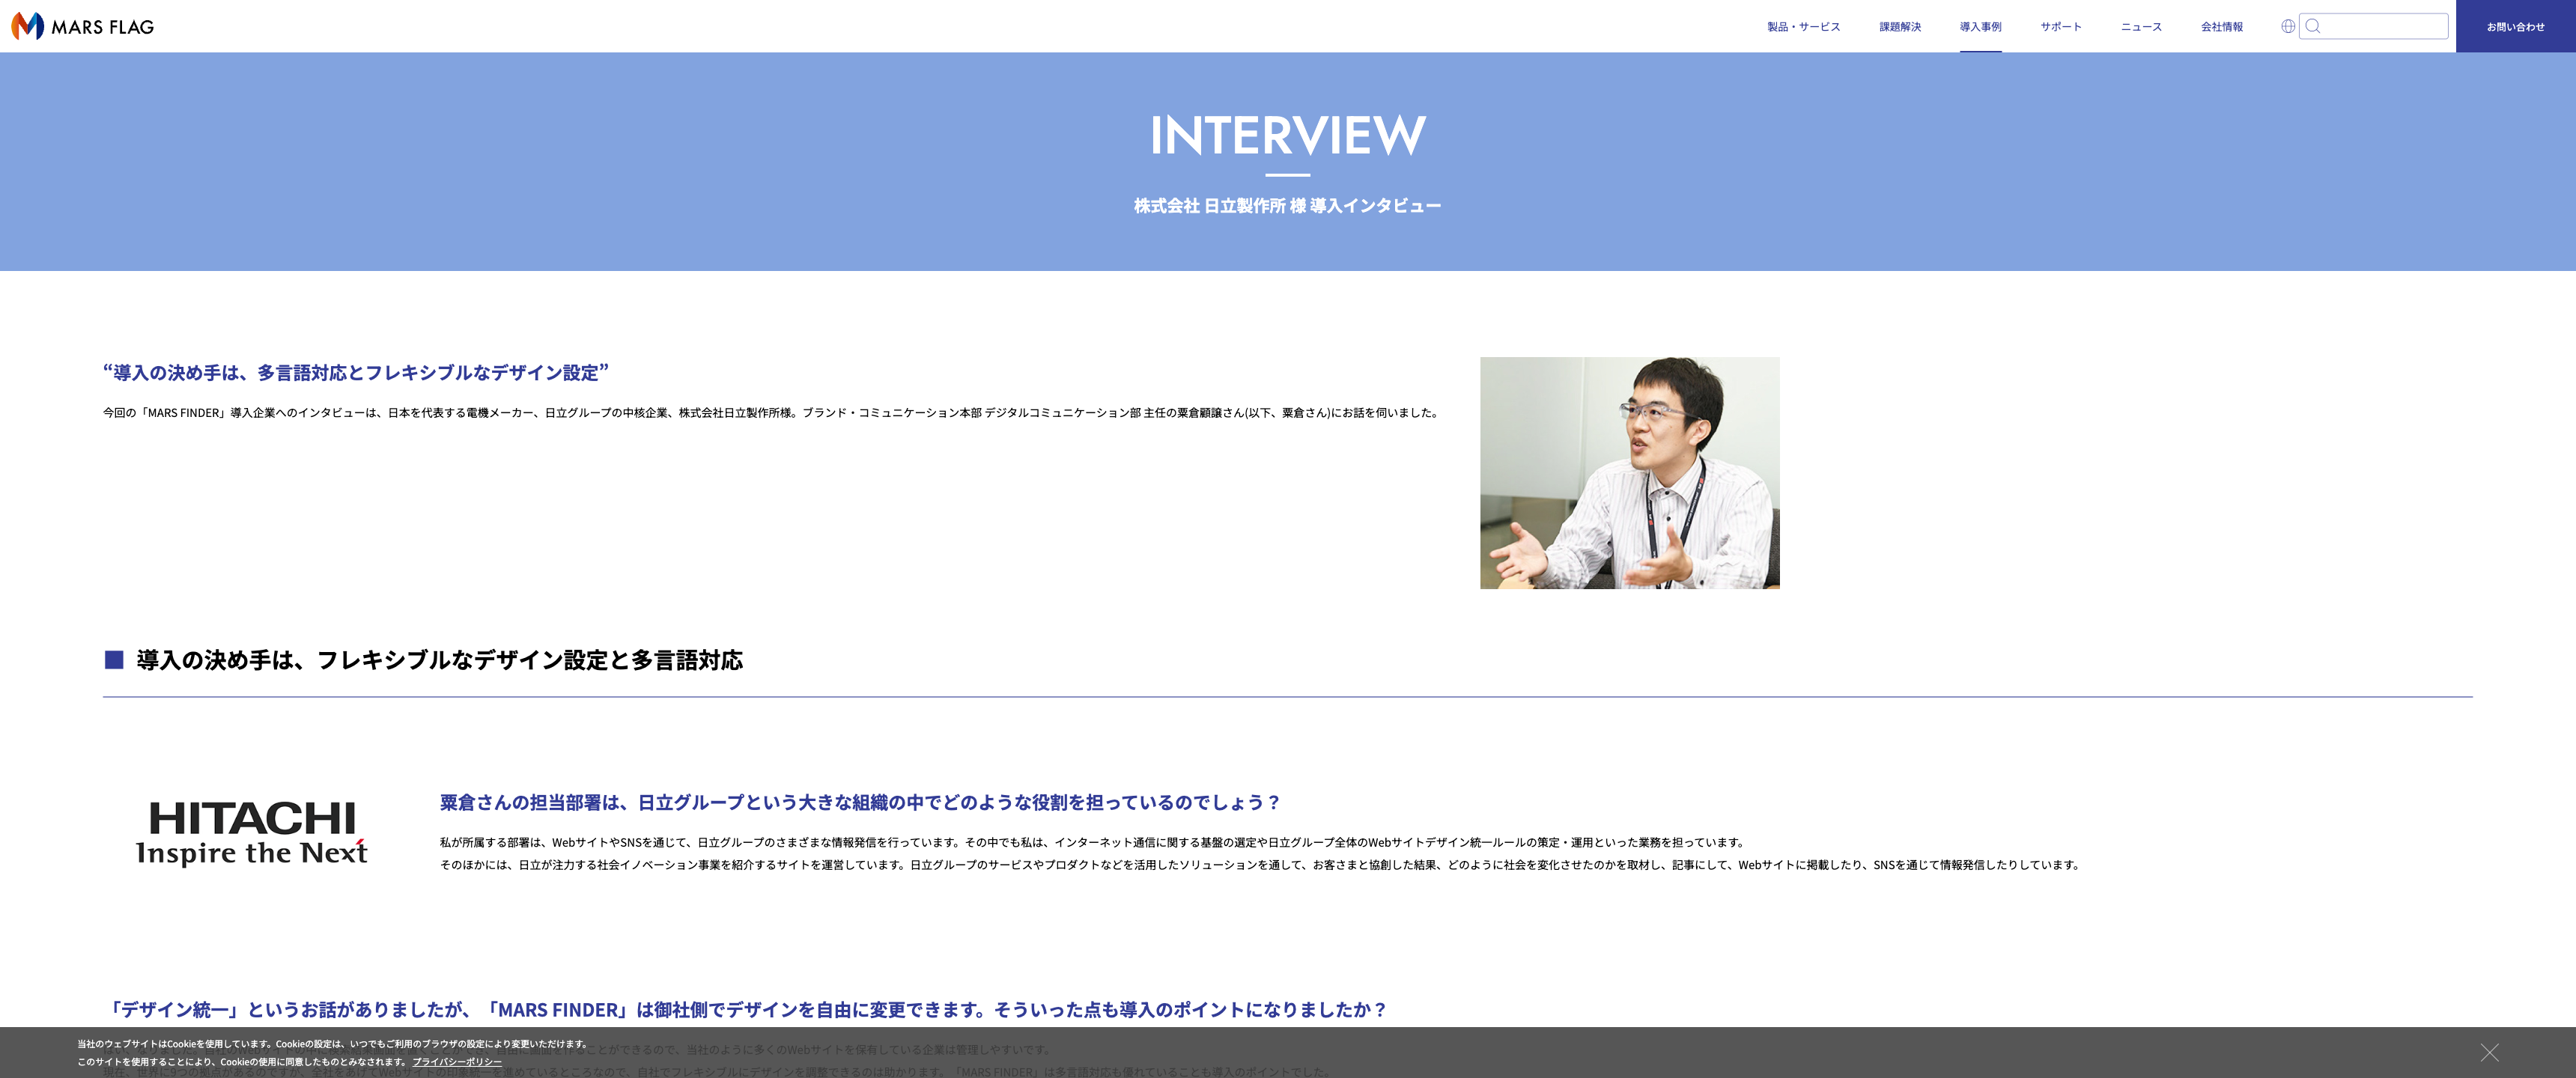 MARS FLAG
製品・サービス 課題解決 導入事例 サポート ニュース 会社情報 お問い合わせ
INTERVIEW
株式会社 日立製作所 様 導入インタビュー
“導入の決め手は、多言語対応とフレキシブルなデザイン設定”
今回の「MARS FINDER」導入企業へのインタビューは、日本を代表する電機メーカー、日立グループの中核企業、株式会社日立製作所様。ブランド・コミュニケーション本部 デジタルコミュニケーション部 主任の粟倉顧譲さん(以下、粟倉さん)にお話を伺いました。
■ 導入の決め手は、フレキシブルなデザイン設定と多言語対応
HITACHI
Inspire the Next
粟倉さんの担当部署は、日立グループという大きな組織の中でどのような役割を担っているのでしょう？
私が所属する部署は、WebサイトやSNSを通じて、日立グループのさまざまな情報発信を行っています。その中でも私は、インターネット通信に関する基盤の選定や日立グループ全体のWebサイトデザイン統一ルールの策定・運用といった業務を担っています。
そのほかには、日立が注力する社会イノベーション事業を紹介するサイトを運営しています。日立グループのサービスやプロダクトなどを活用したソリューションを通して、お客さまと協創した結果、どのように社会を変化させたのかを取材し、記事にして、Webサイトに掲載したり、SNSを通じて情報発信したりしています。
「デザイン統一」というお話がありましたが、「MARS FINDER」は御社側でデザインを自由に変更できます。そういった点も導入のポイントになりましたか？
当社のウェブサイトはCookieを使用しています。Cookieの設定は、いつでもご利用のブラウザの設定により変更いただけます。
このサイトを使用することにより、Cookieの使用に同意したものとみなされます。 プライバシーポリシー
ことができるので、当社のように多くのWebサイトを保有している企業は管理しやすいです。
現在、世界に9つの拠点があるのですが、全社をあげてWebサイトの印象統一を進めているところなので、自社でフレキシブルにデザインを調整できるのは助かります。「MARS FINDER」は多言語対応も優れていることも導入のポイントでした。